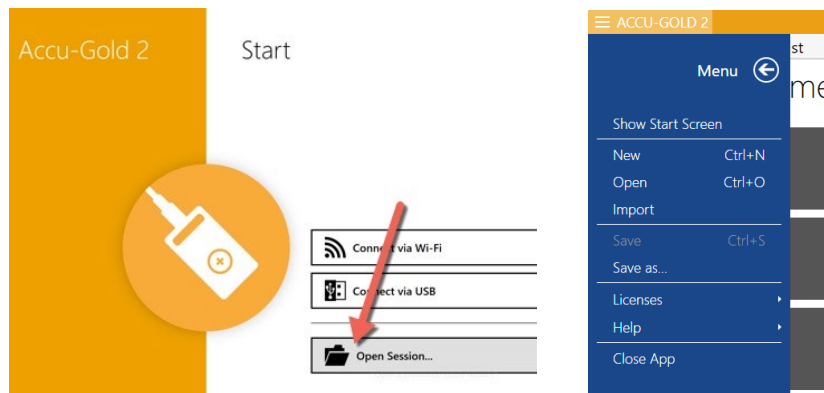 Accu-Gold 2
Start
Connect via Wi-Fi
Connect via USB
Open Session...
ACCU-GOLD 2
st
Menu
me
Show Start Screen
New Ctrl+N
Open Ctrl+O
Import
Save Ctrl+S
Save as...
Licenses
Help
Close App